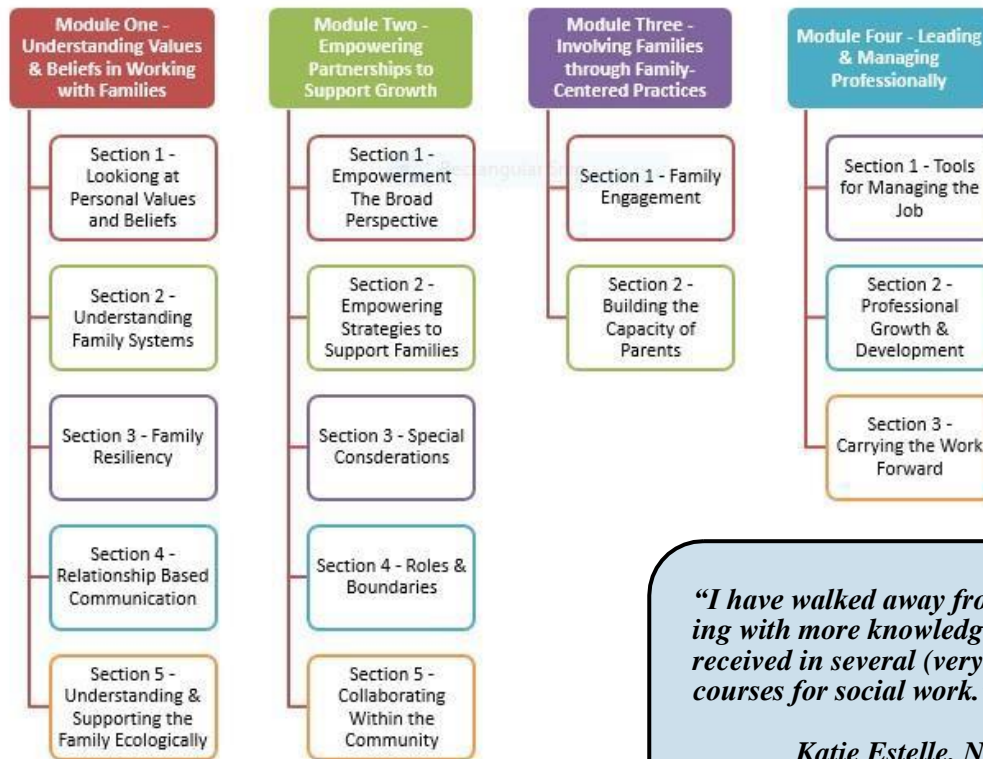 Module One -
Understanding Values
& Beliefs in Working
with Families
Section 1 -
Lookiong at
Personal Values
and Beliefs
Section 2 -
Understanding
Family Systems
Section 3 - Family
Resiliency
Section 4 -
Relationship Based
Communication
Section 5 -
Understanding &
Supporting the
Family Ecologically
Module Two -
Empowering
Partnerships to
Support Growth
Section 1 -
Empowerment
The Broad
Perspective
Section 2 -
Empowering
Strategies to
Support Families
Section 3 - Special
Considerations
Section 4 - Roles &
Boundaries
Section 5 -
Collaborating
Within the
Community
Module Three -
Involving Families
through Family-
Centered Practices
Section 1 - Family
Engagement
Section 2 -
Building the
Capacity of
Parents
Module Four - Leading
& Managing
Professionally
Section 1 - Tools
for Managing the
Job
Section 2 -
Professional
Growth &
Development
Section 3 -
Carrying the Work
Forward
“I have walked away fro
ing with more knowledg
received in several (very
courses for social work.
Katie Estelle, N